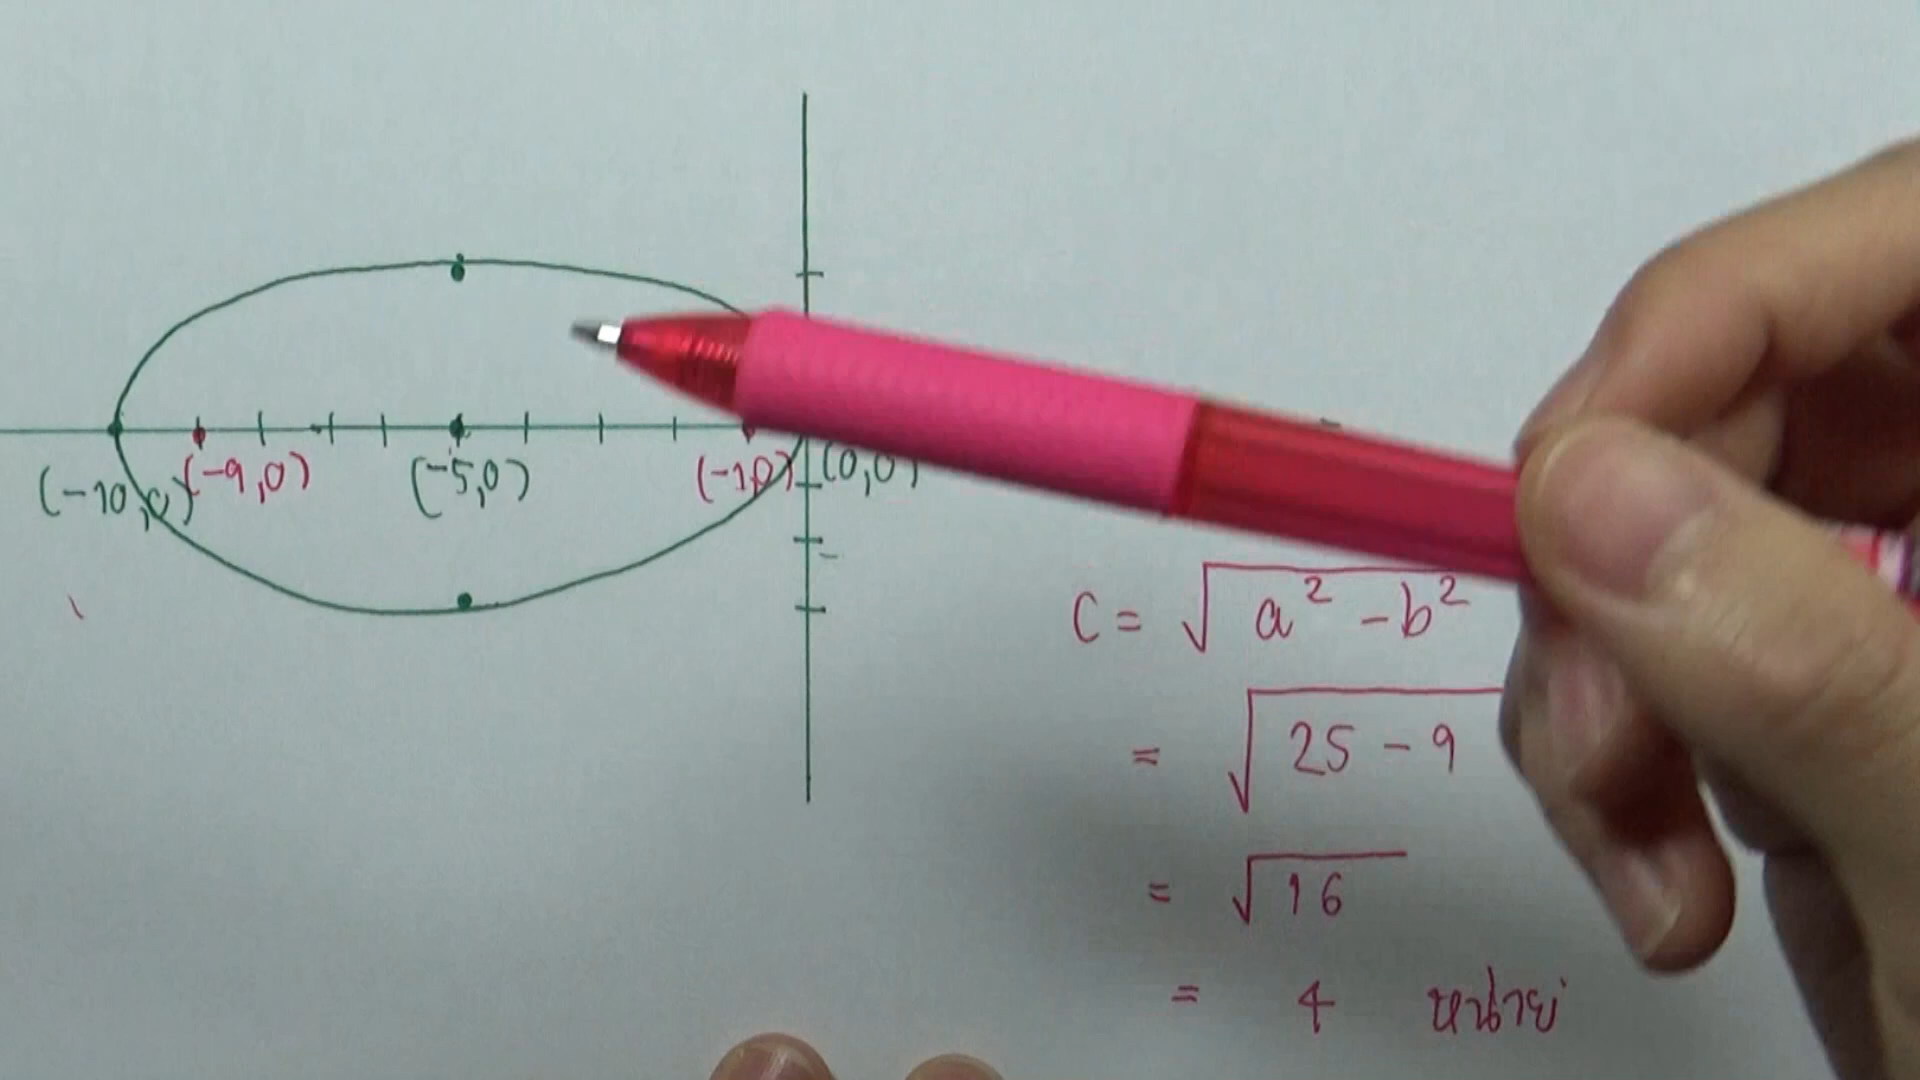 (-10,0) (-9,0) (-5,0) (-1,0) (0,0)
C = √a² - b²
= √25 - 9
= √16
= 4 หน่วย